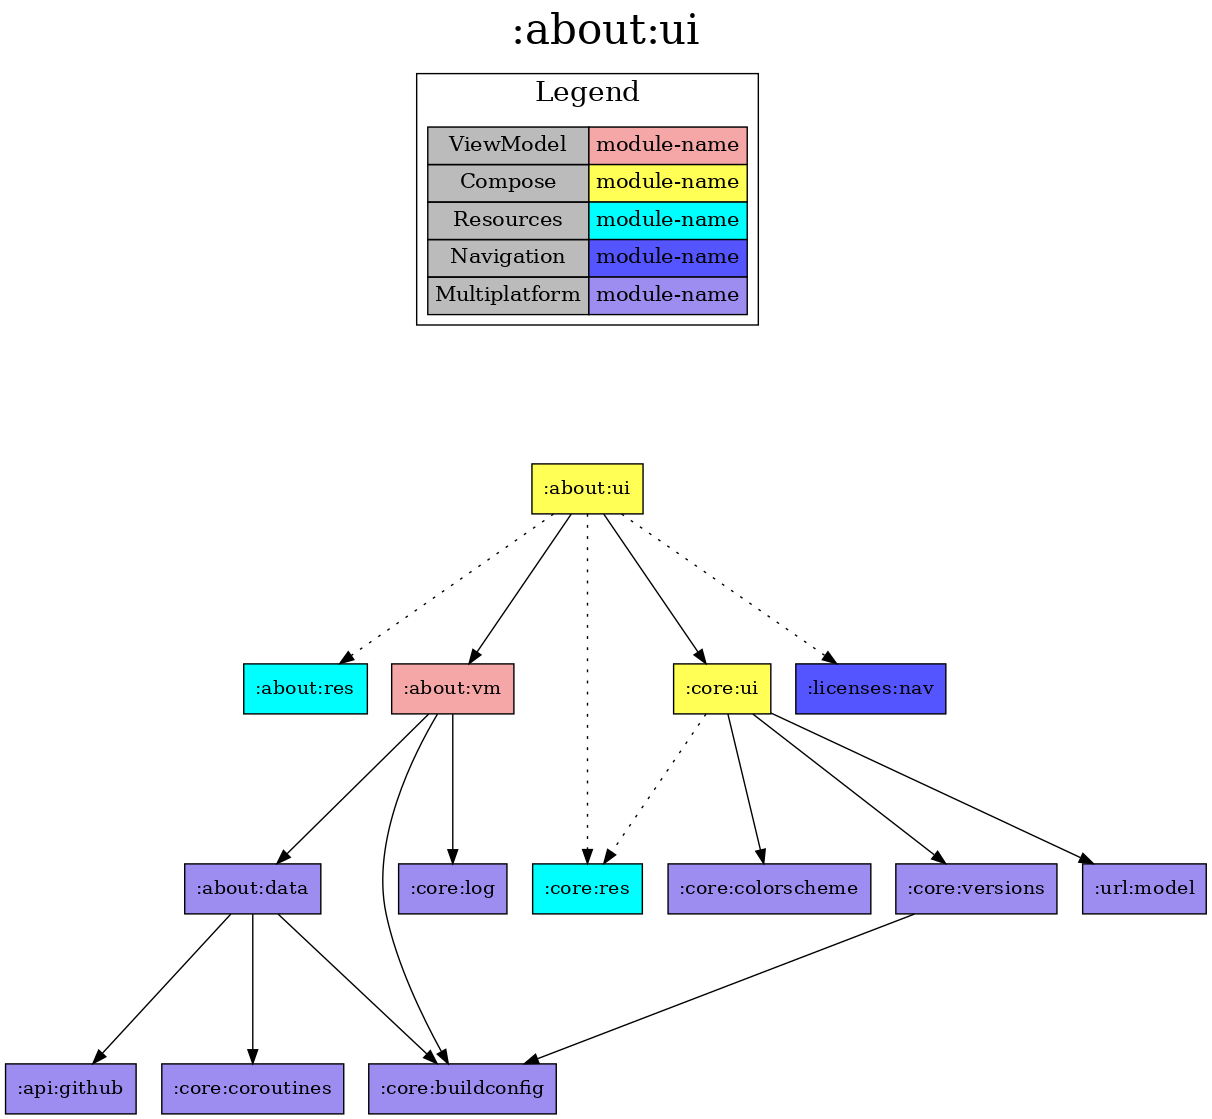 :about:ui
Legend
ViewModel module-name
Compose module-name
Resources module-name
Navigation module-name
Multiplatform module-name
:about:ui
:about:res :about:vm :core:ui :licenses:nav
:about:data :core:log :core:res :core:colorscheme :core:versions :url:model
:api:github :core:coroutines :core:buildconfig